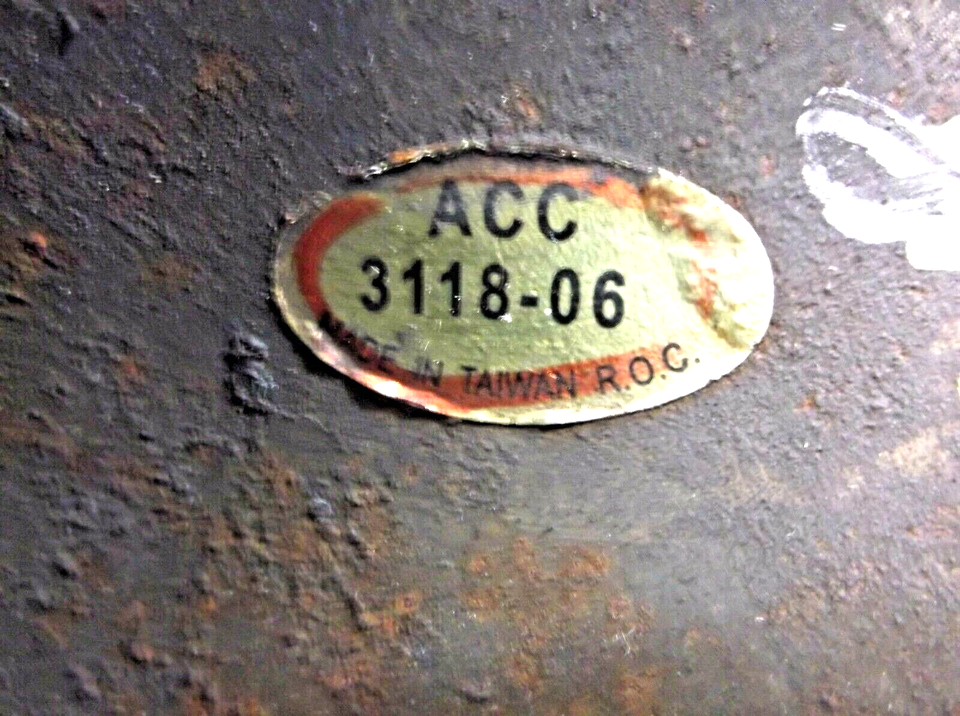 ACC
3118-06
MADE IN TAIWAN R.O.C.